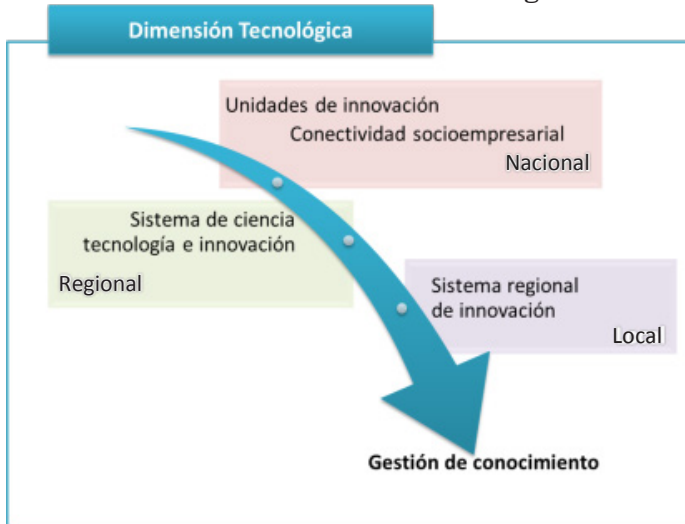 Dimensión Tecnológica
Unidades de innovación
Conectividad socioempresarial
Nacional
Sistema de ciencia
tecnología e innovación
Regional
Sistema regional
de innovación
Local
Gestión de conocimiento